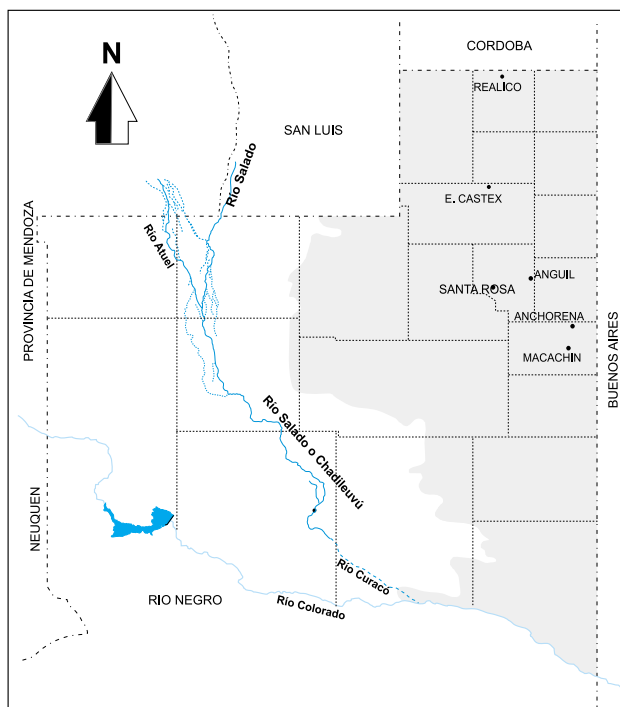 N
CORDOBA
REALICO
SAN LUIS
Río Salado
E. CASTEX
Río Atuel
PROVINCIA DE MENDOZA
ANGUIL
SANTA ROSA
ANCHORENA
MACACHIN
BUENOS AIRES
Río Salado o Chadileuvú
NEUQUEN
Río Curacó
RIO NEGRO
Río Colorado